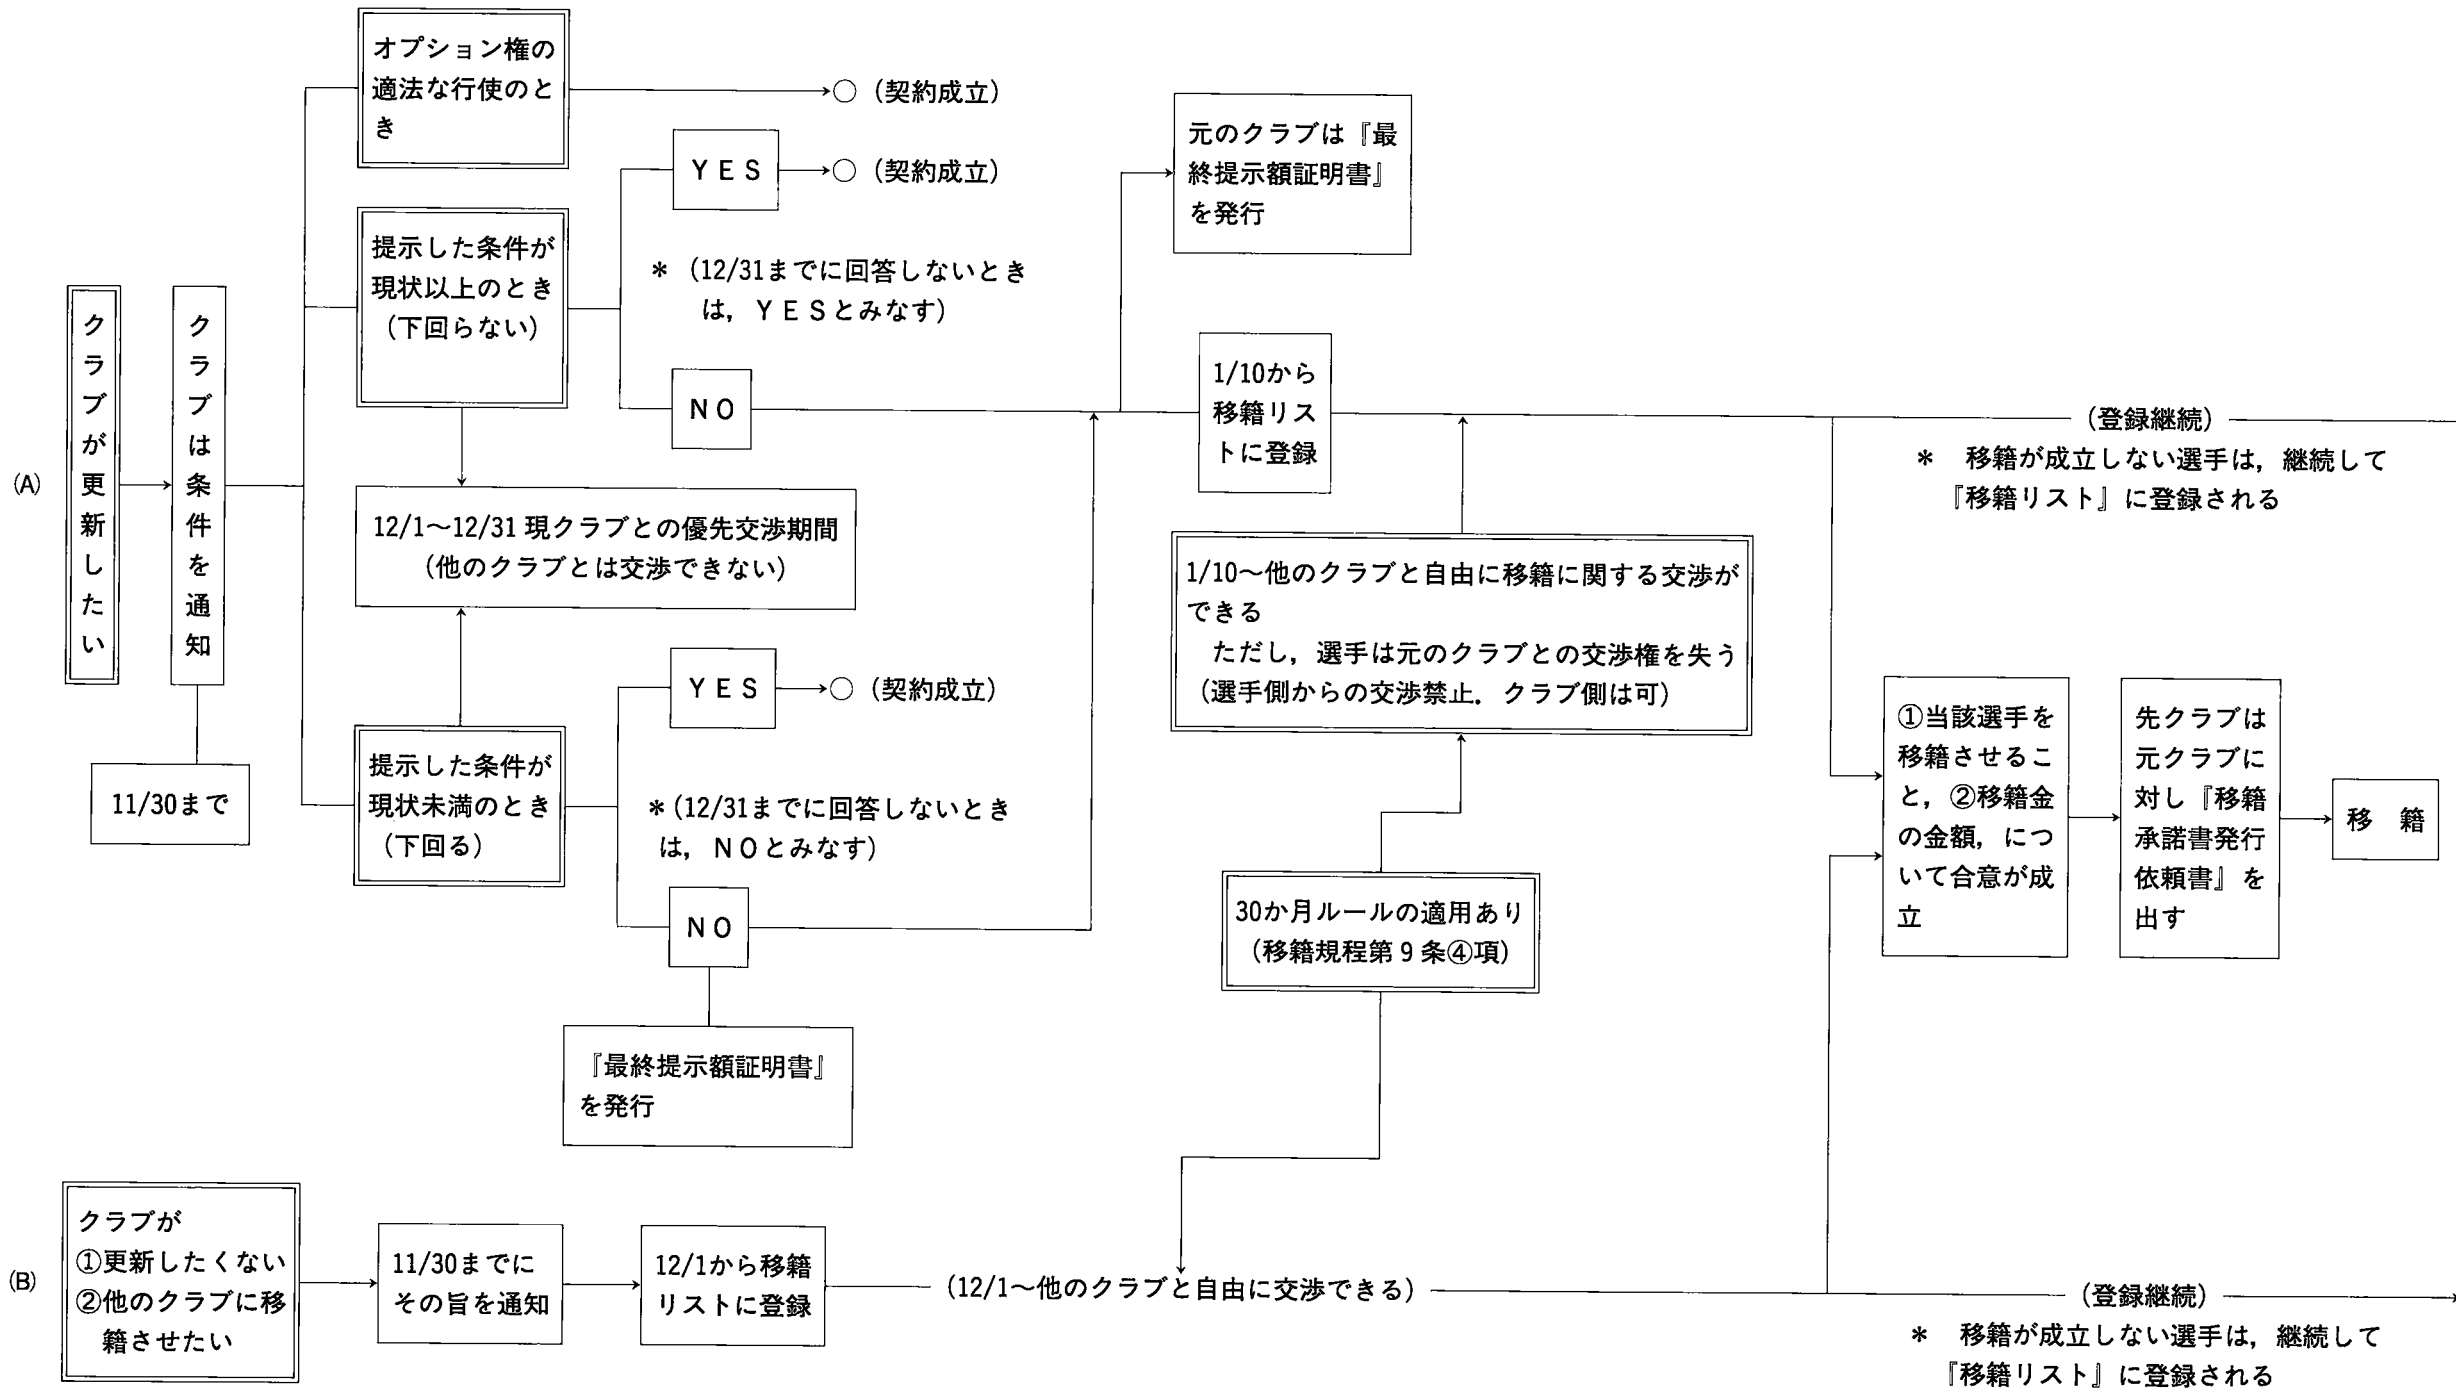 (A)
クラブが更新したい
クラブは条件を通知
11/30まで
オプション権の
適法な行使のと
き
○（契約成立）
提示した条件が
現状以上のとき
（下回らない）
ＹＥＳ
○（契約成立）
＊（12/31までに回答しないとき
は，ＹＥＳとみなす）
ＮＯ
12/1～12/31 現クラブとの優先交渉期間
（他のクラブとは交渉できない）
提示した条件が
現状未満のとき
（下回る）
ＹＥＳ
○（契約成立）
＊（12/31までに回答しないとき
は，ＮＯとみなす）
ＮＯ
『最終提示額証明書』
を発行
元のクラブは『最
終提示額証明書』
を発行
1/10から
移籍リス
トに登録
1/10～他のクラブと自由に移籍に関する交渉が
できる
ただし，選手は元のクラブとの交渉権を失う
（選手側からの交渉禁止．クラブ側は可）
30か月ルールの適用あり
（移籍規程第９条④項）
（登録継続）
＊　移籍が成立しない選手は，継続して
『移籍リスト』に登録される
①当該選手を
移籍させるこ
と，②移籍金
の金額，につ
いて合意が成
立
先クラブは
元クラブに
対し『移籍
承諾書発行
依頼書』を
出す
移　籍
(B)
クラブが
①更新したくない
②他のクラブに移
籍させたい
11/30までに
その旨を通知
12/1から移籍
リストに登録
（12/1～他のクラブと自由に交渉できる）
（登録継続）
＊　移籍が成立しない選手は，継続して
『移籍リスト』に登録される